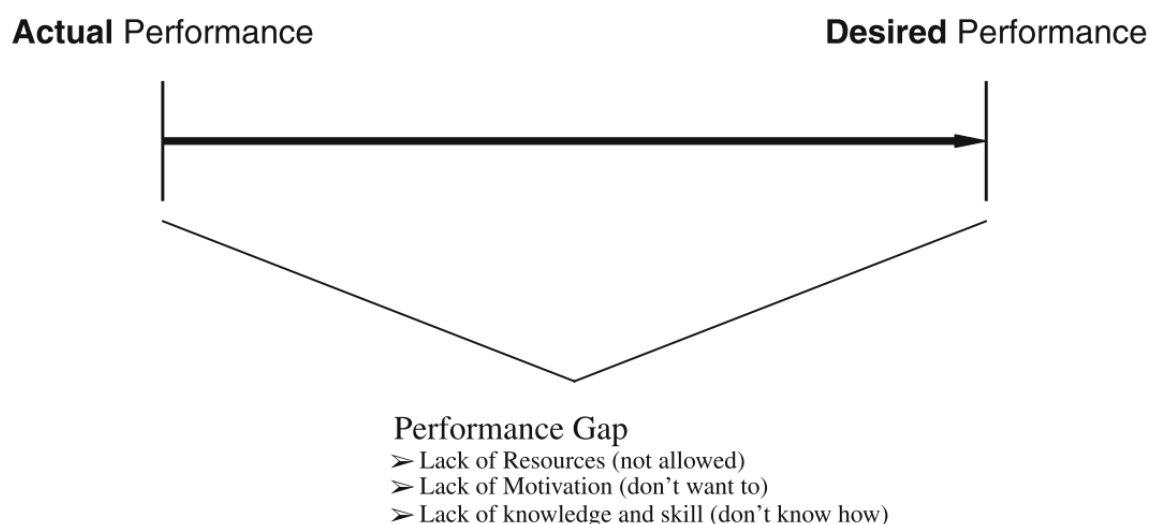 Actual Performance
Desired Performance
Performance Gap
➢ Lack of Resources (not allowed)
➢ Lack of Motivation (don't want to)
➢ Lack of knowledge and skill (don't know how)